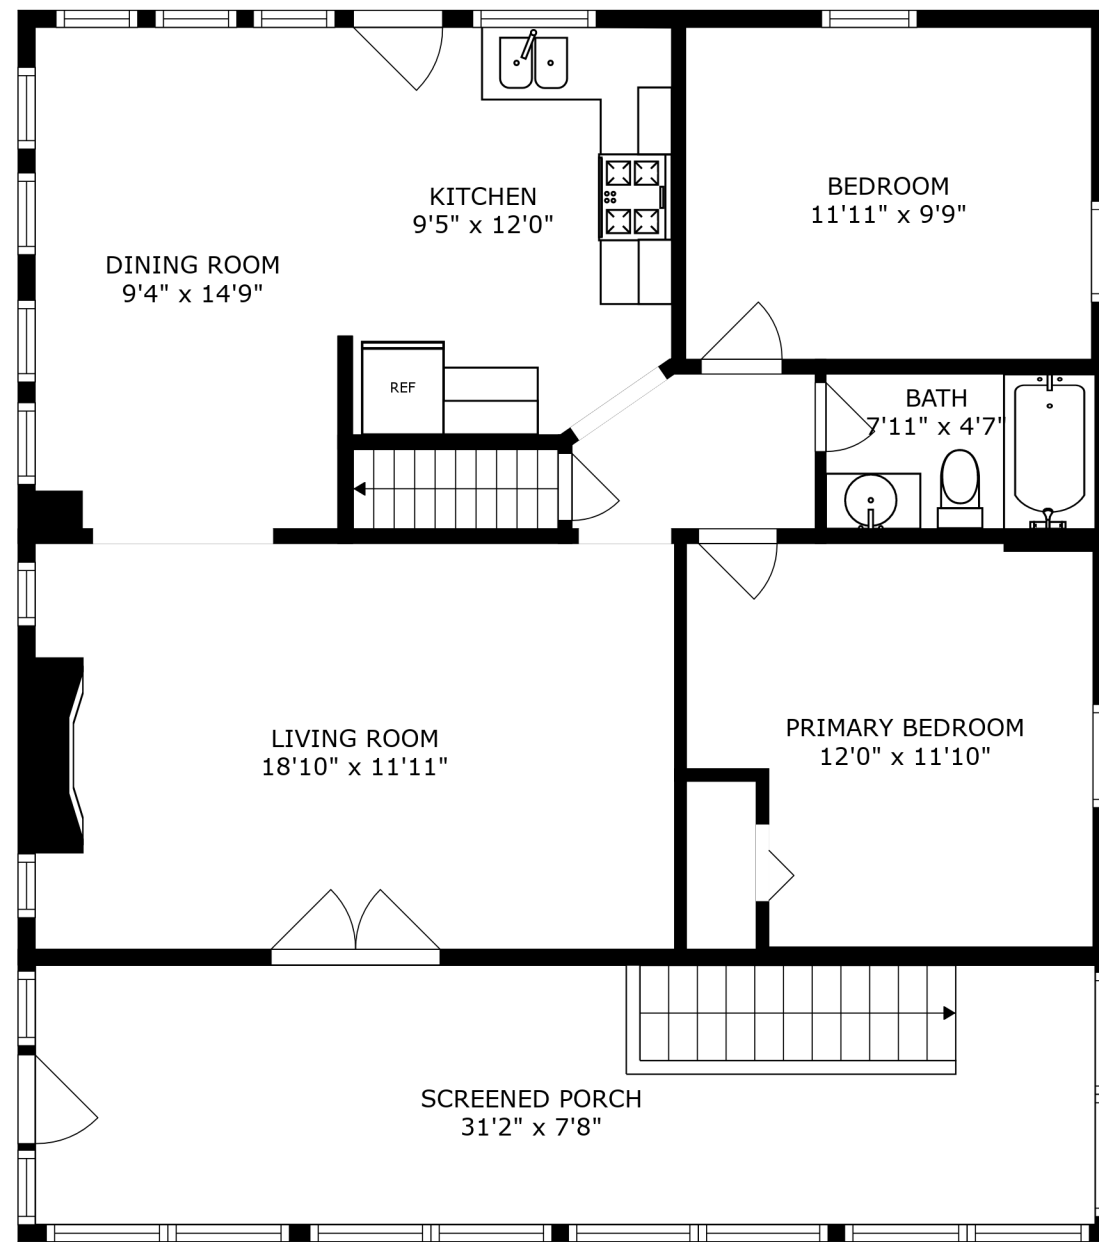 KITCHEN
9'5" x 12'0"
BEDROOM
11'11" x 9'9"
DINING ROOM
9'4" x 14'9"
REF
BATH
7'11" x 4'7"
LIVING ROOM
18'10" x 11'11"
PRIMARY BEDROOM
12'0" x 11'10"
SCREENED PORCH
31'2" x 7'8"